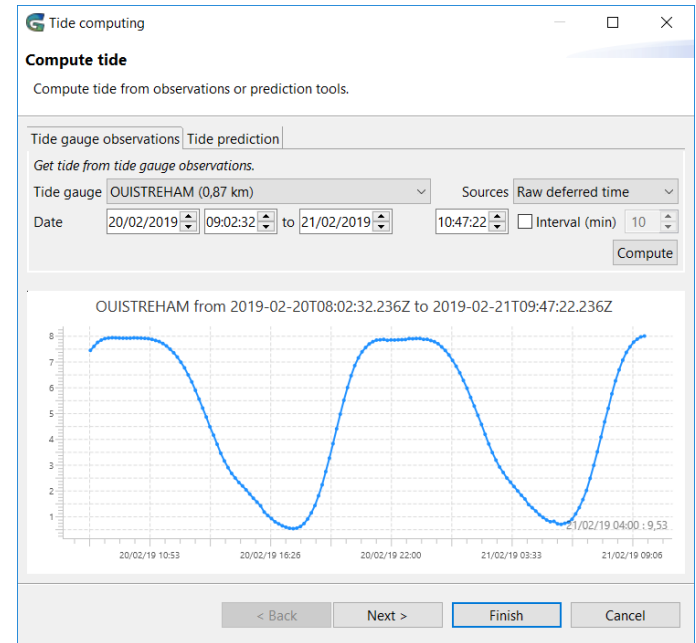 Tide computing
Compute tide
Compute tide from observations or prediction tools.
Tide gauge observations Tide prediction
Get tide from tide gauge observations.
Tide gauge OUISTREHAM (0,87 km) Sources Raw deferred time
Date 20/02/2019 09:02:32 to 21/02/2019 10:47:22 Interval (min) 10
Compute
OUISTREHAM from 2019-02-20T08:02:32.236Z to 2019-02-21T09:47:22.236Z
8
7
6
5
4
3
2
1
21/02/19 04:00 : 9,53
20/02/19 10:53 20/02/19 16:26 20/02/19 22:00 21/02/19 03:33 21/02/19 09:06
< Back Next > Finish Cancel